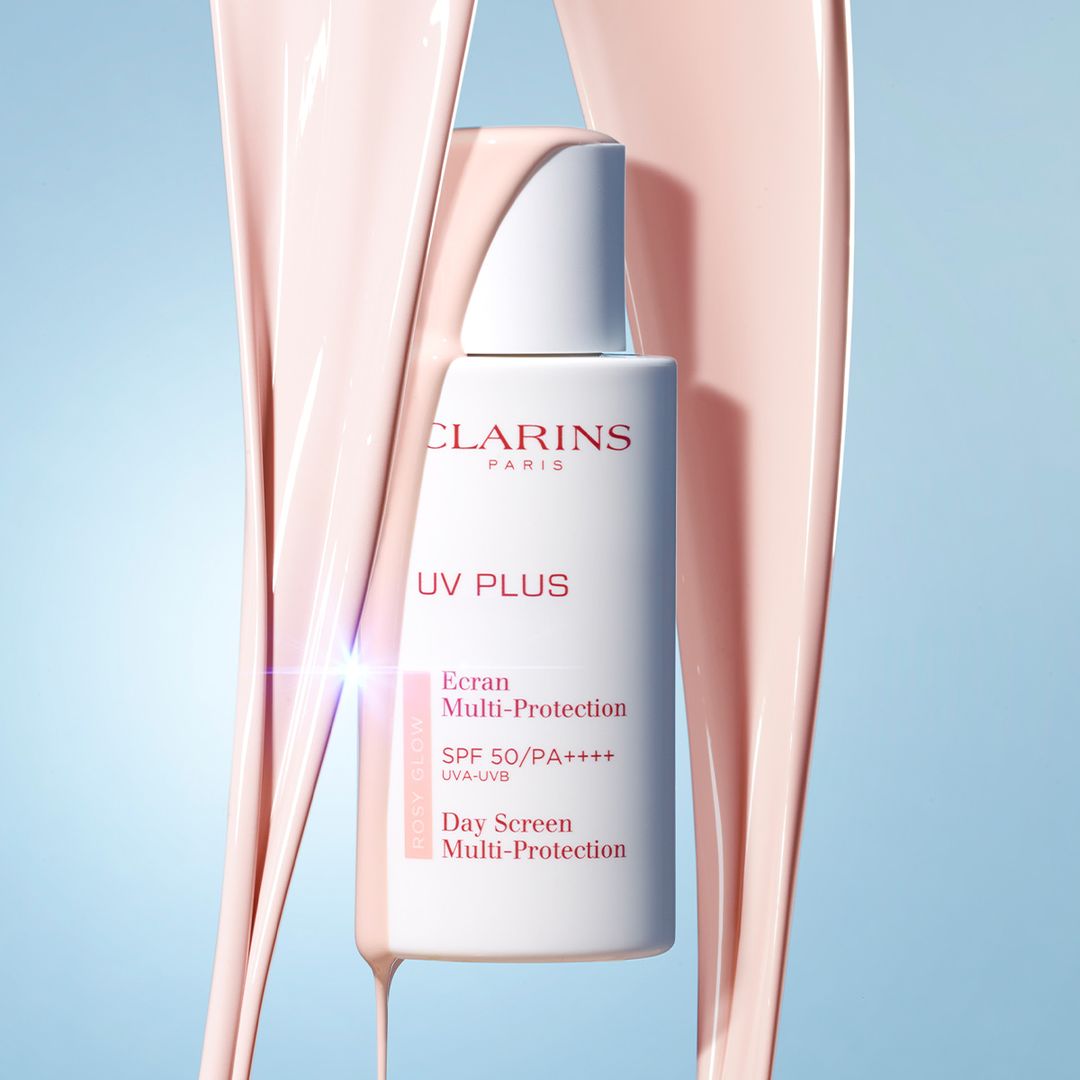 CLARINS
PARIS
UV PLUS
Ecran
Multi-Protection
SPF 50/PA++++
UVA-UVB
Day Screen
Multi-Protection
ROSY GLOW